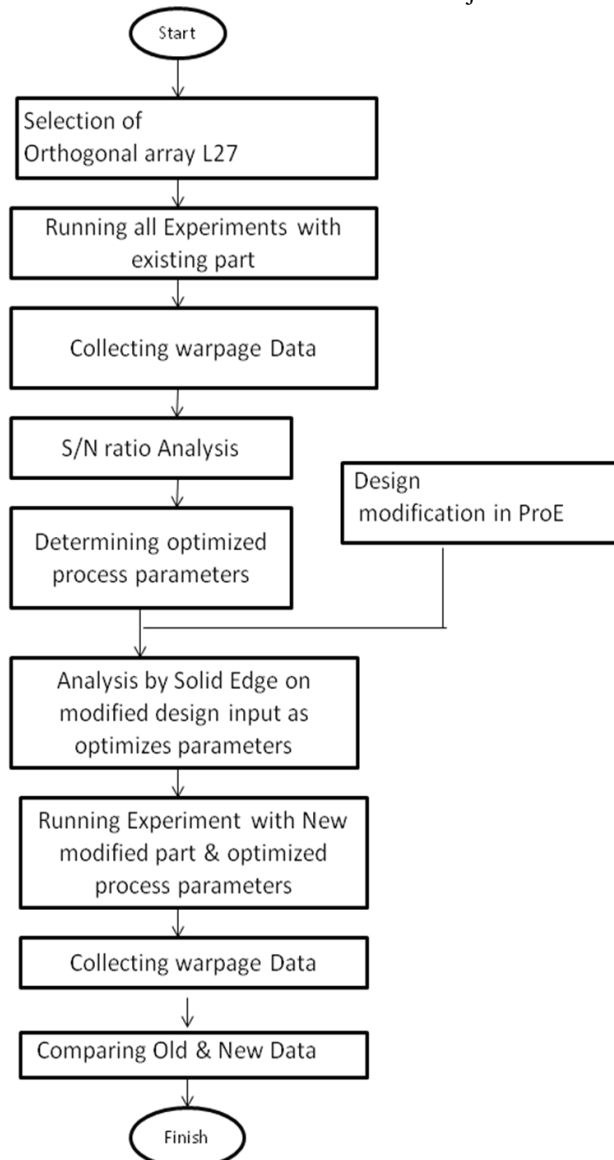 Start
Selection of
Orthogonal array L27
Running all Experiments with
existing part
Collecting warpage Data
S/N ratio Analysis
Determining optimized
process parameters
Design
modification in ProE
Analysis by Solid Edge on
modified design input as
optimizes parameters
Running Experiment with New
modified part & optimized
process parameters
Collecting warpage Data
Comparing Old & New Data
Finish